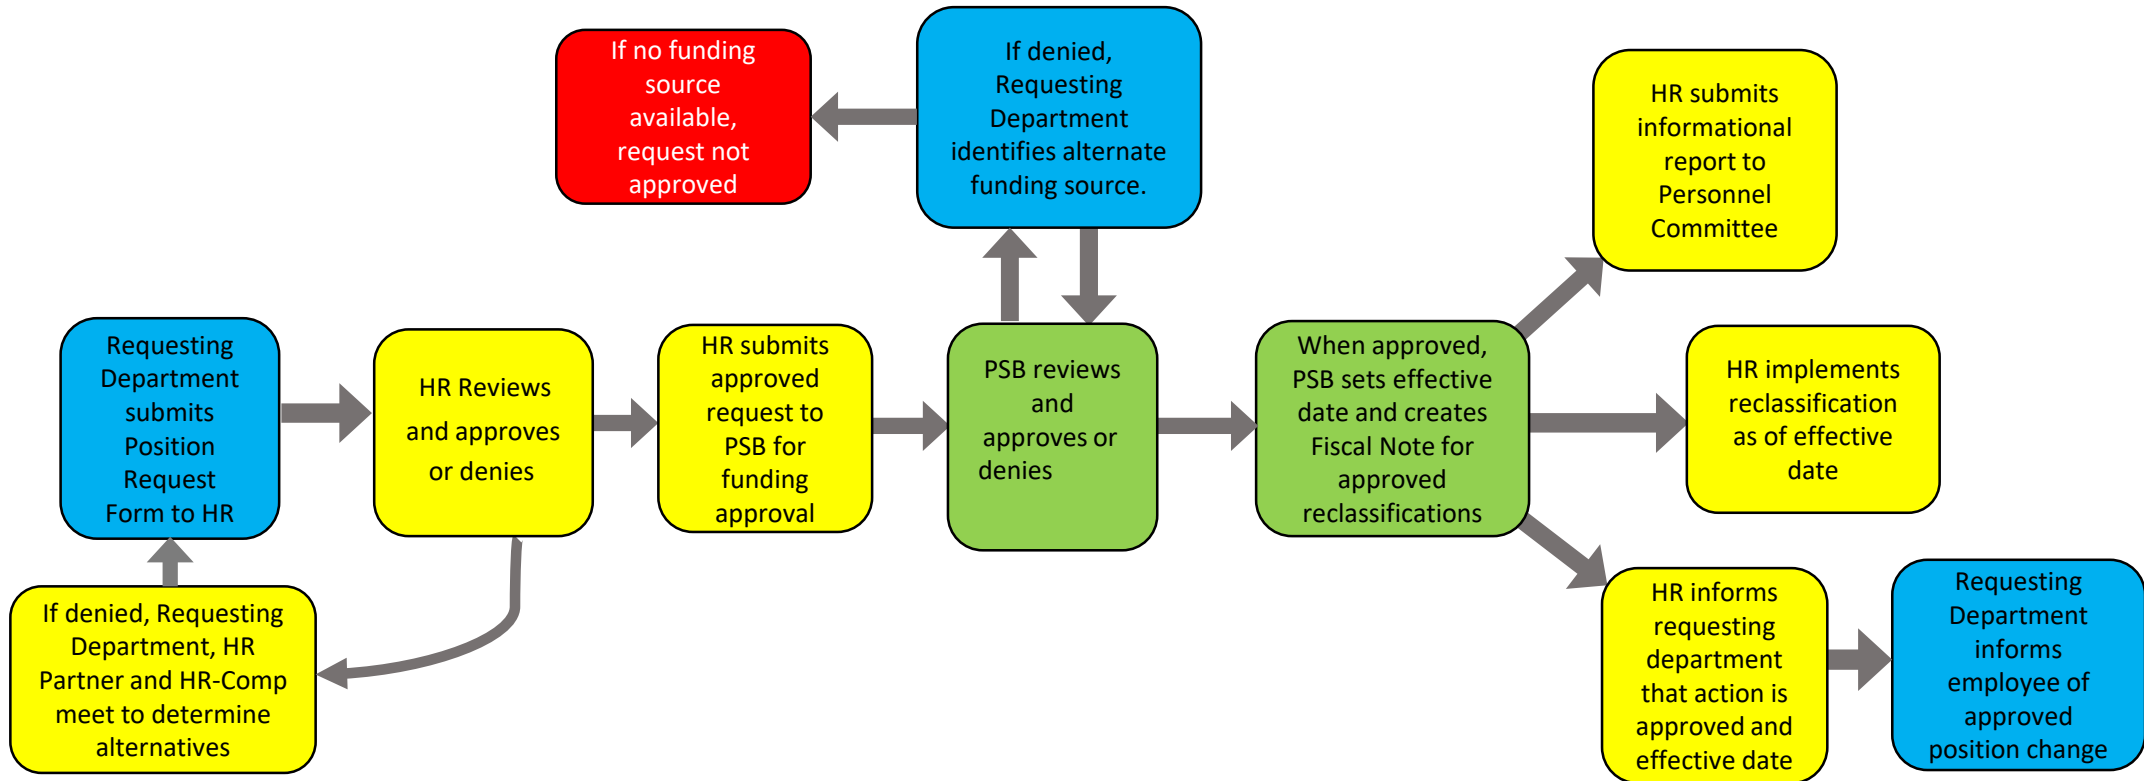 If no funding
source
available,
request not
approved
If denied,
Requesting
Department
identifies alternate
funding source.
HR submits
informational
report to
Personnel
Committee
Requesting
Department
submits
Position
Request
Form to HR
HR Reviews
and approves
or denies
HR submits
approved
request to
PSB for
funding
approval
PSB reviews
and
approves or
denies
When approved,
PSB sets effective
date and creates
Fiscal Note for
approved
reclassifications
HR implements
reclassification
as of effective
date
If denied, Requesting
Department, HR
Partner and HR-Comp
meet to determine
alternatives
HR informs
requesting
department
that action is
approved and
effective date
Requesting
Department
informs
employee of
approved
position change